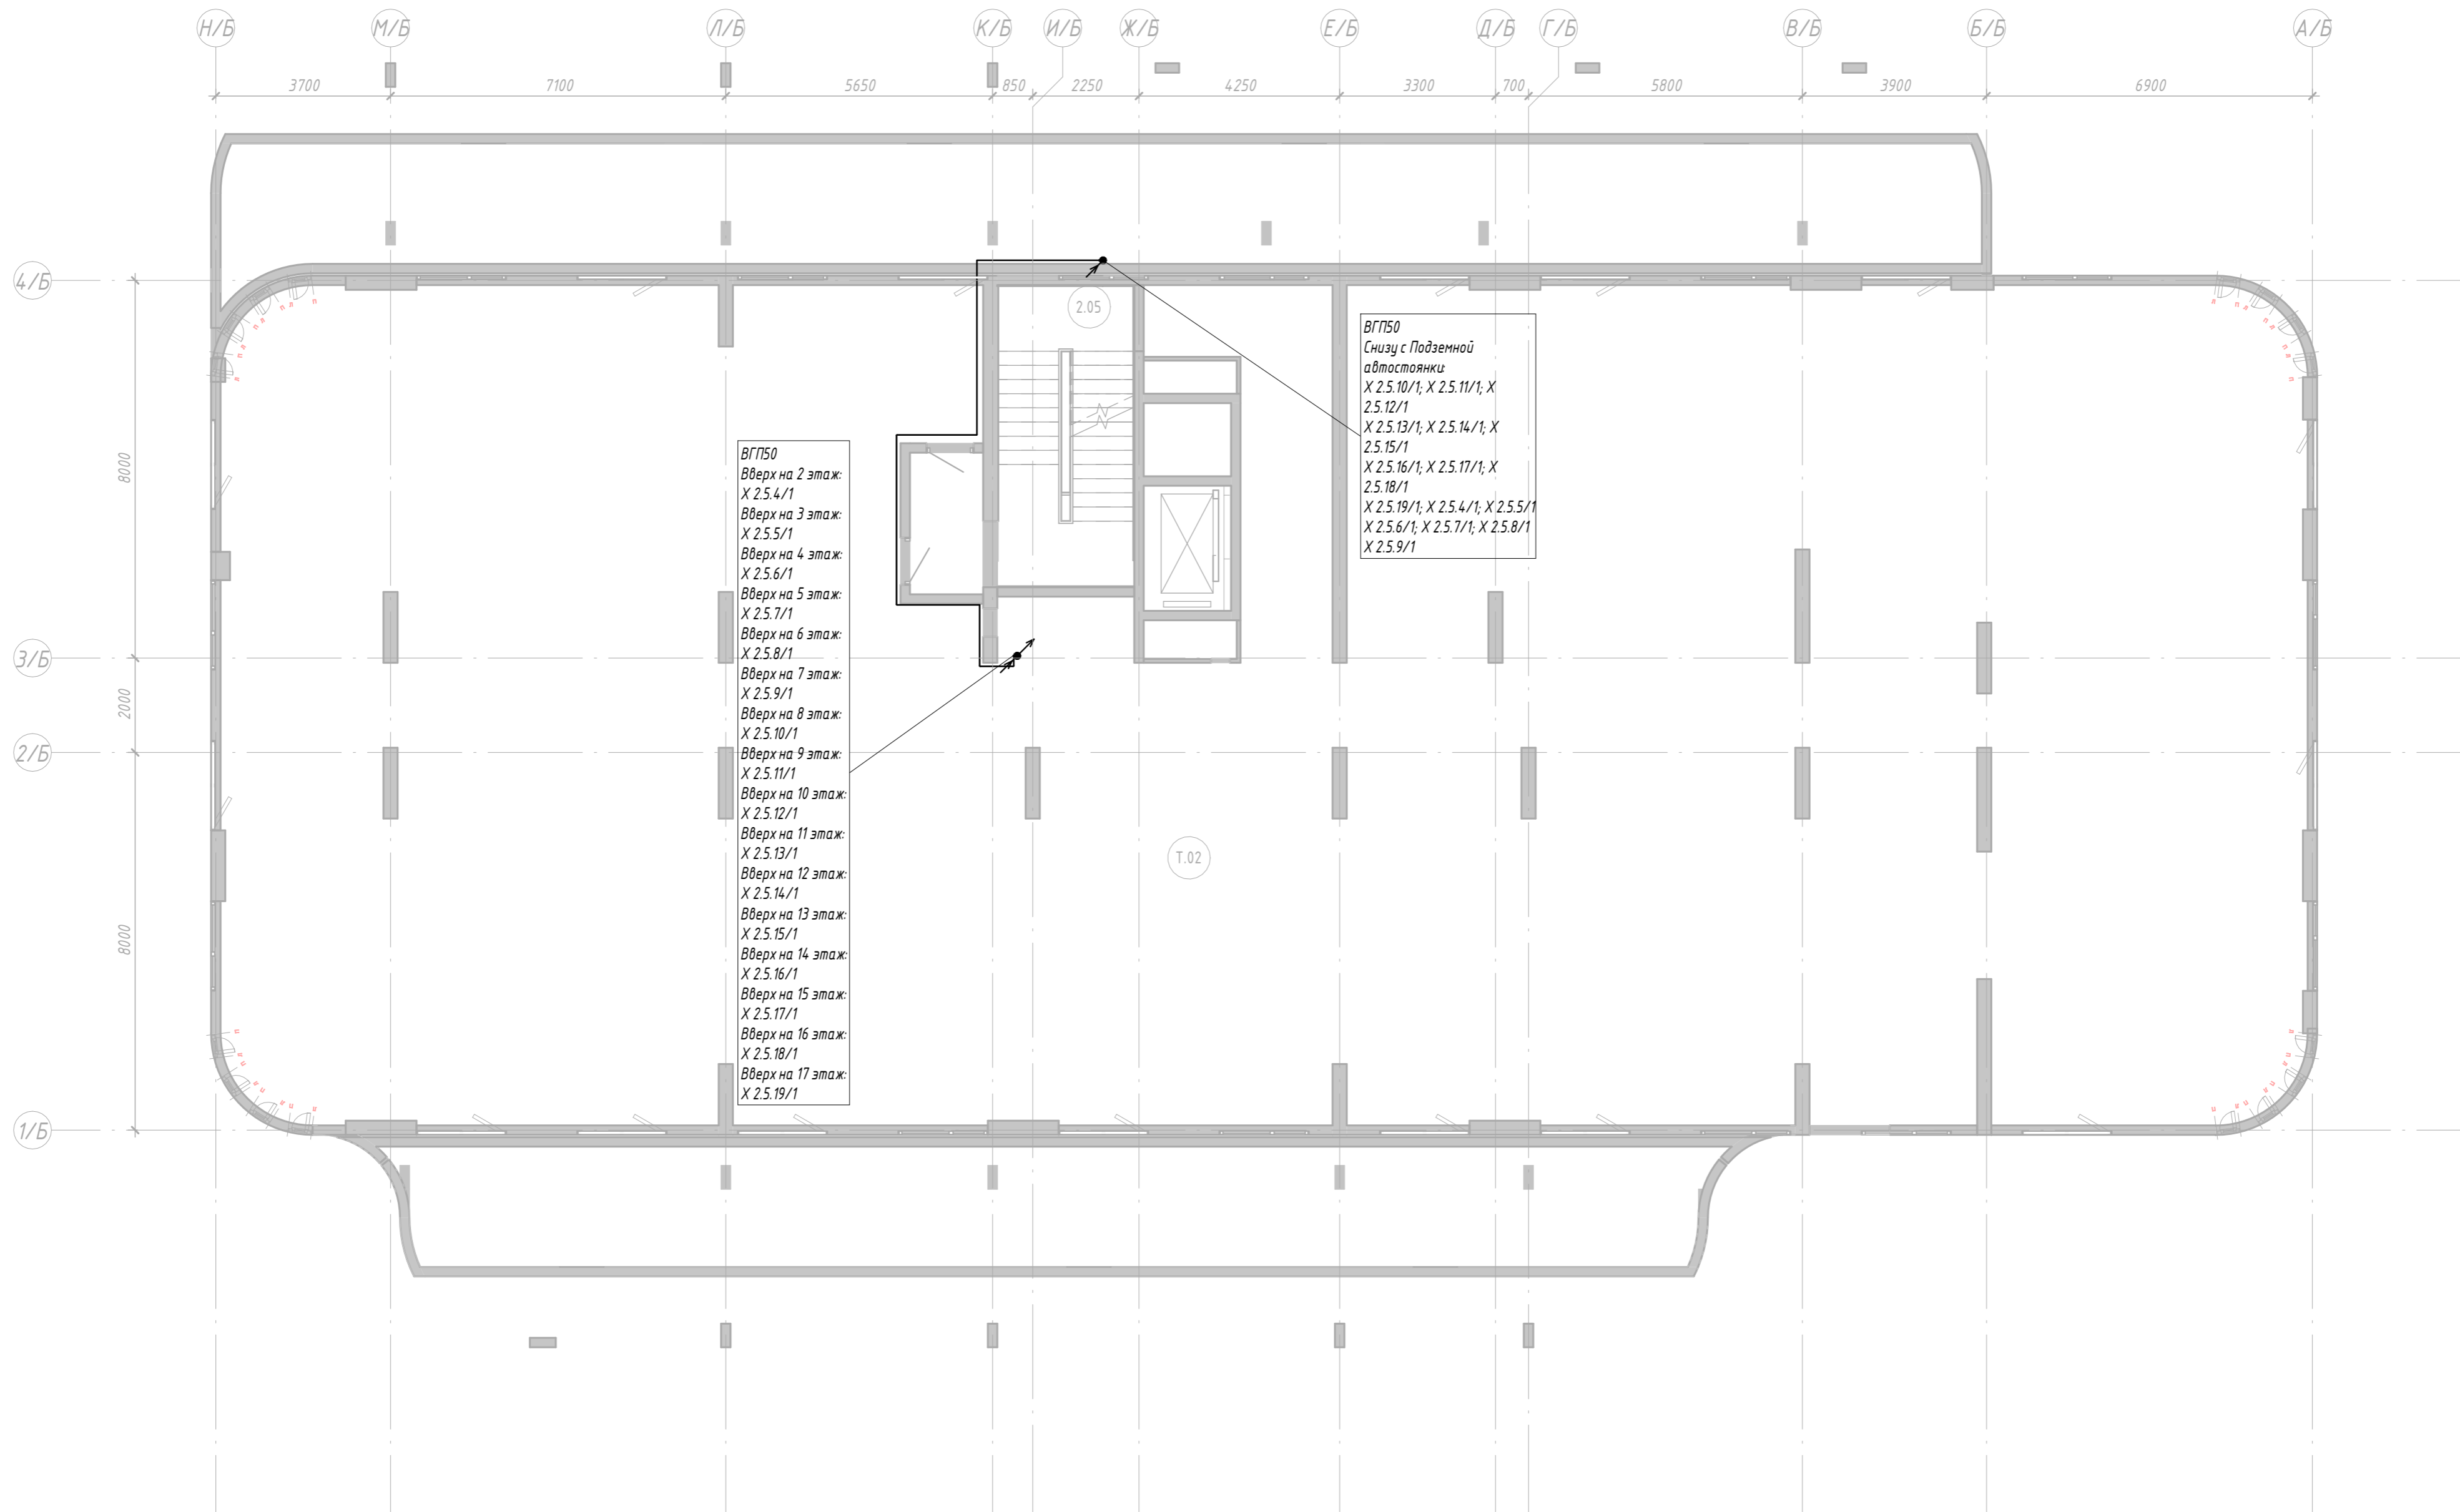 Н/Б М/Б Л/Б К/Б И/Б Ж/Б Е/Б Д/Б Г/Б В/Б Б/Б А/Б
3700 7100 5650 850 2250 4250 3300 700 5800 3900 6900
4/Б
3/Б
2/Б
1/Б
8000
2000
8000
2.05
Т.02
ВГП50
Снизу с Подземной
автостоянки:
Х 2.5.10/1; Х 2.5.11/1; Х
2.5.12/1
Х 2.5.13/1; Х 2.5.14/1; Х
2.5.15/1
Х 2.5.16/1; Х 2.5.17/1; Х
2.5.18/1
Х 2.5.19/1; Х 2.5.4/1; Х 2.5.5/1
Х 2.5.6/1; Х 2.5.7/1; Х 2.5.8/1
Х 2.5.9/1
ВГП50
Вверх на 2 этаж:
Х 2.5.4/1
Вверх на 3 этаж:
Х 2.5.5/1
Вверх на 4 этаж:
Х 2.5.6/1
Вверх на 5 этаж:
Х 2.5.7/1
Вверх на 6 этаж:
Х 2.5.8/1
Вверх на 7 этаж:
Х 2.5.9/1
Вверх на 8 этаж:
Х 2.5.10/1
Вверх на 9 этаж:
Х 2.5.11/1
Вверх на 10 этаж:
Х 2.5.12/1
Вверх на 11 этаж:
Х 2.5.13/1
Вверх на 12 этаж:
Х 2.5.14/1
Вверх на 13 этаж:
Х 2.5.15/1
Вверх на 14 этаж:
Х 2.5.16/1
Вверх на 15 этаж:
Х 2.5.17/1
Вверх на 16 этаж:
Х 2.5.18/1
Вверх на 17 этаж:
Х 2.5.19/1